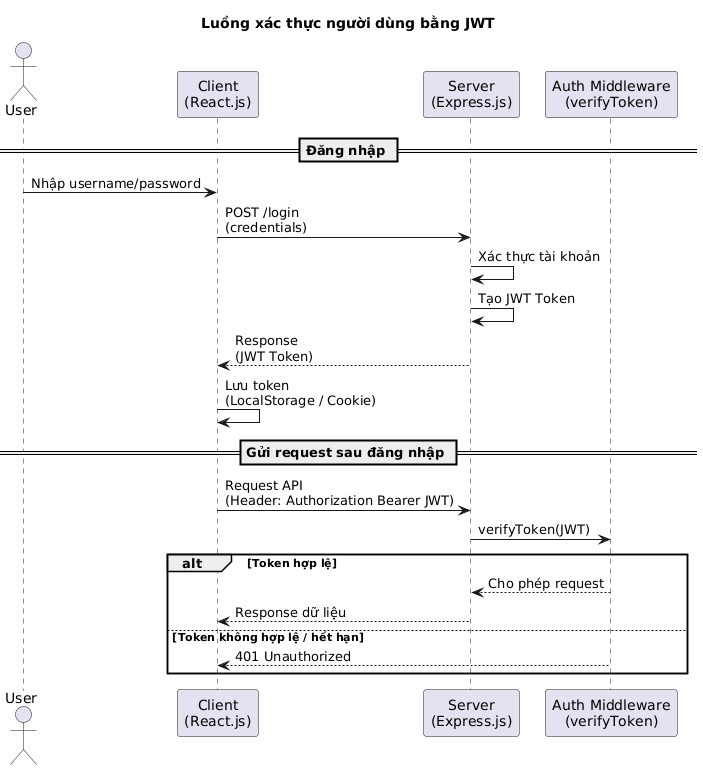 Luồng xác thực người dùng bằng JWT
User
Client
(React.js)
Server
(Express.js)
Auth Middleware
(verifyToken)
Đăng nhập
Nhập username/password
POST /login
(credentials)
Xác thực tài khoản
Tạo JWT Token
Response
(JWT Token)
Lưu token
(LocalStorage / Cookie)
Gửi request sau đăng nhập
Request API
(Header: Authorization Bearer JWT)
verifyToken(JWT)
alt
[Token hợp lệ]
Cho phép request
Response dữ liệu
[Token không hợp lệ / hết hạn]
401 Unauthorized
User
Client
(React.js)
Server
(Express.js)
Auth Middleware
(verifyToken)